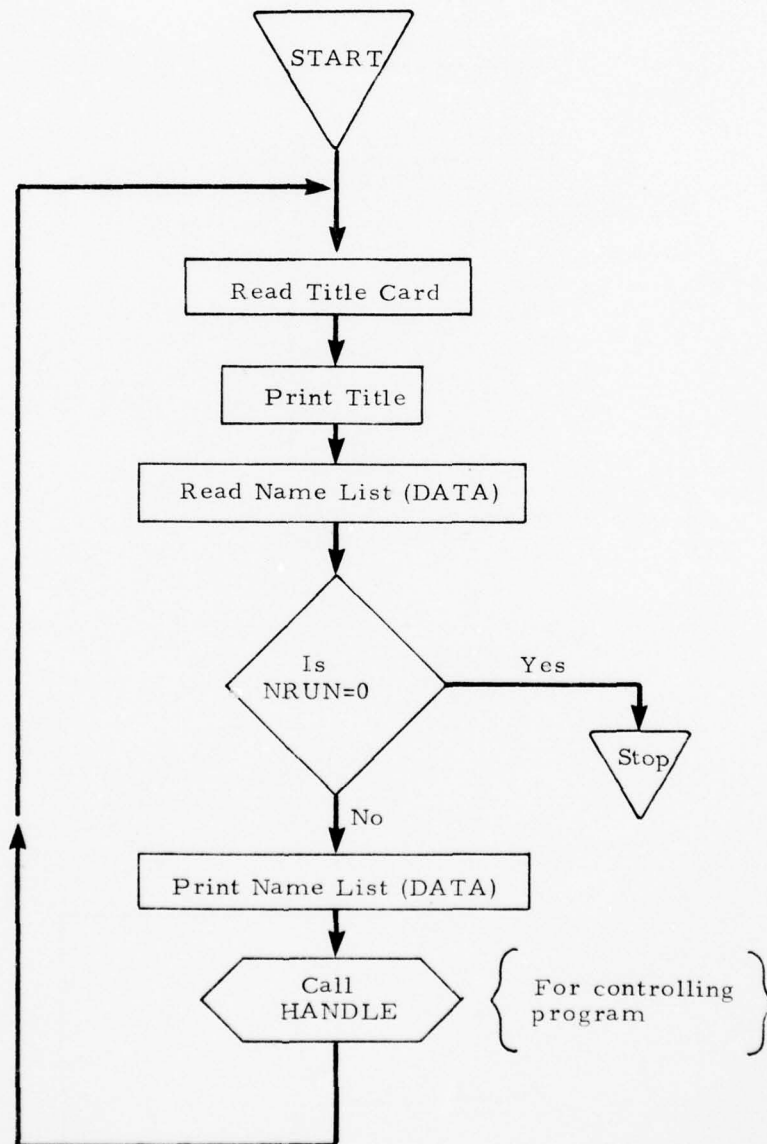 START
Read Title Card
Print Title
Read Name List (DATA)
Is
NRUN=0
Yes
Stop
No
Print Name List (DATA)
Call
HANDLE
For controlling
program